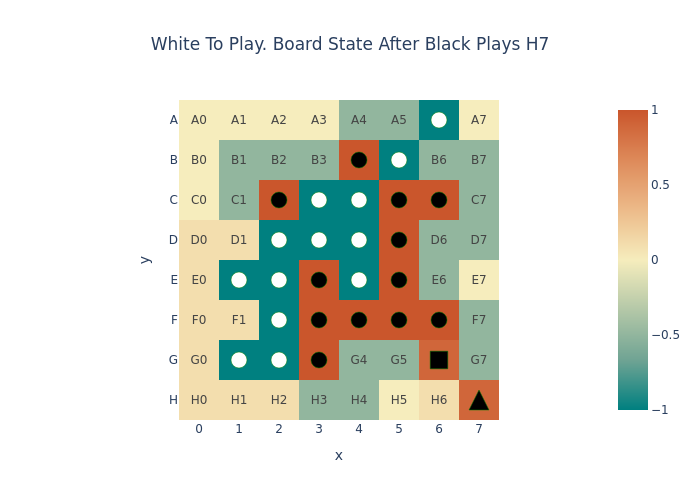 White To Play. Board State After Black Plays H7
A A0 A1 A2 A3 A4 A5 A7
B B0 B1 B2 B3 B6 B7
C C0 C1 C7
D D0 D1 D6 D7
E E0 E6 E7
F F0 F1 F7
G G0 G4 G5 G7
H H0 H1 H2 H3 H4 H5 H6
0 1 2 3 4 5 6 7
x
y
1
0.5
0
−0.5
−1